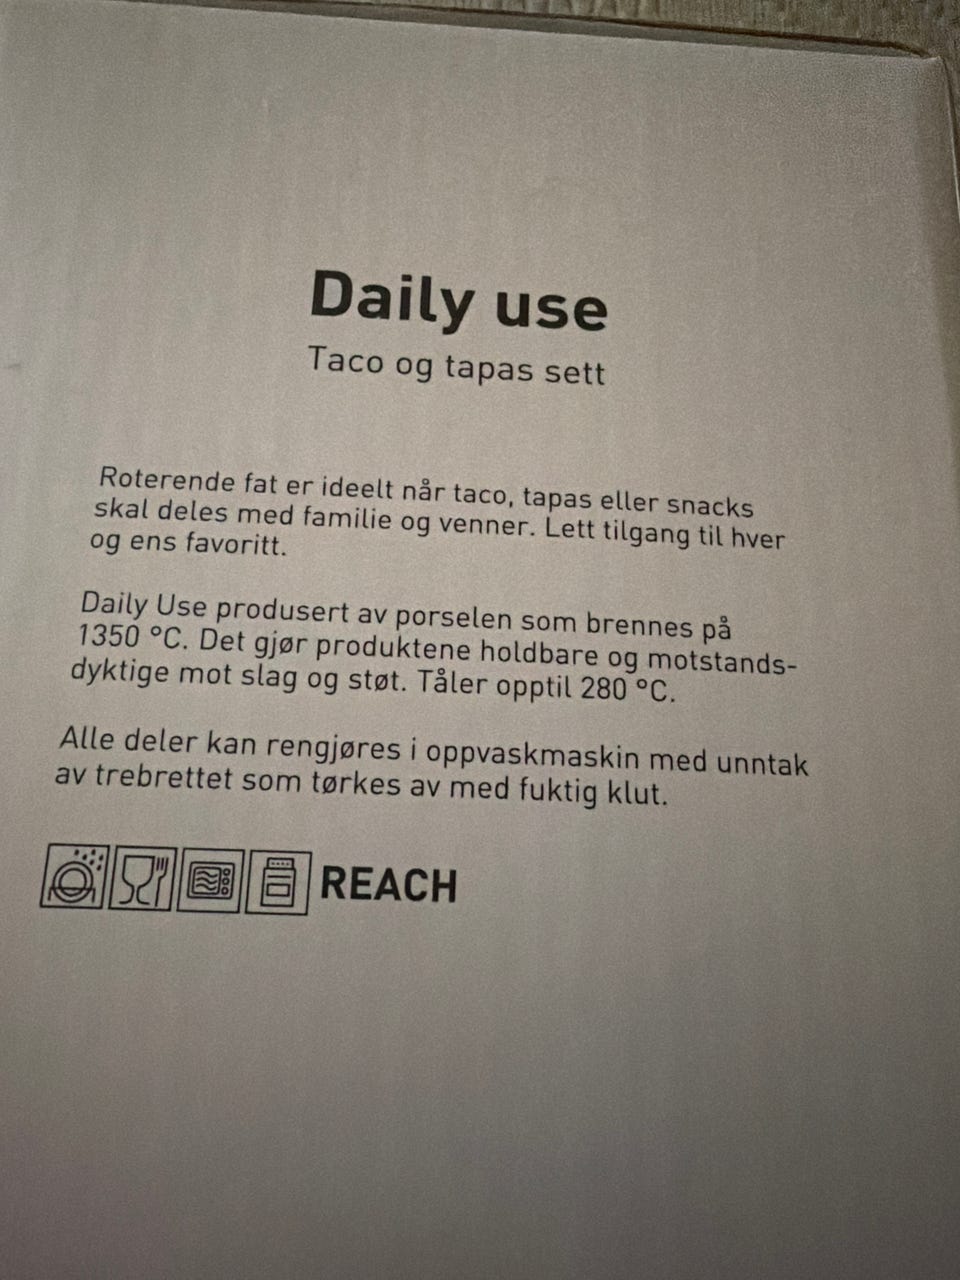 Daily use
Taco og tapas sett
Roterende fat er ideelt når taco, tapas eller snacks
skal deles med familie og venner. Lett tilgang til hver
og ens favoritt.
Daily Use produsert av porselen som brennes på
1350 °C. Det gjør produktene holdbare og motstands-
dyktige mot slag og støt. Tåler opptil 280 °C.
Alle deler kan rengjøres i oppvaskmaskin med unntak
av trebrettet som tørkes av med fuktig klut.
REACH